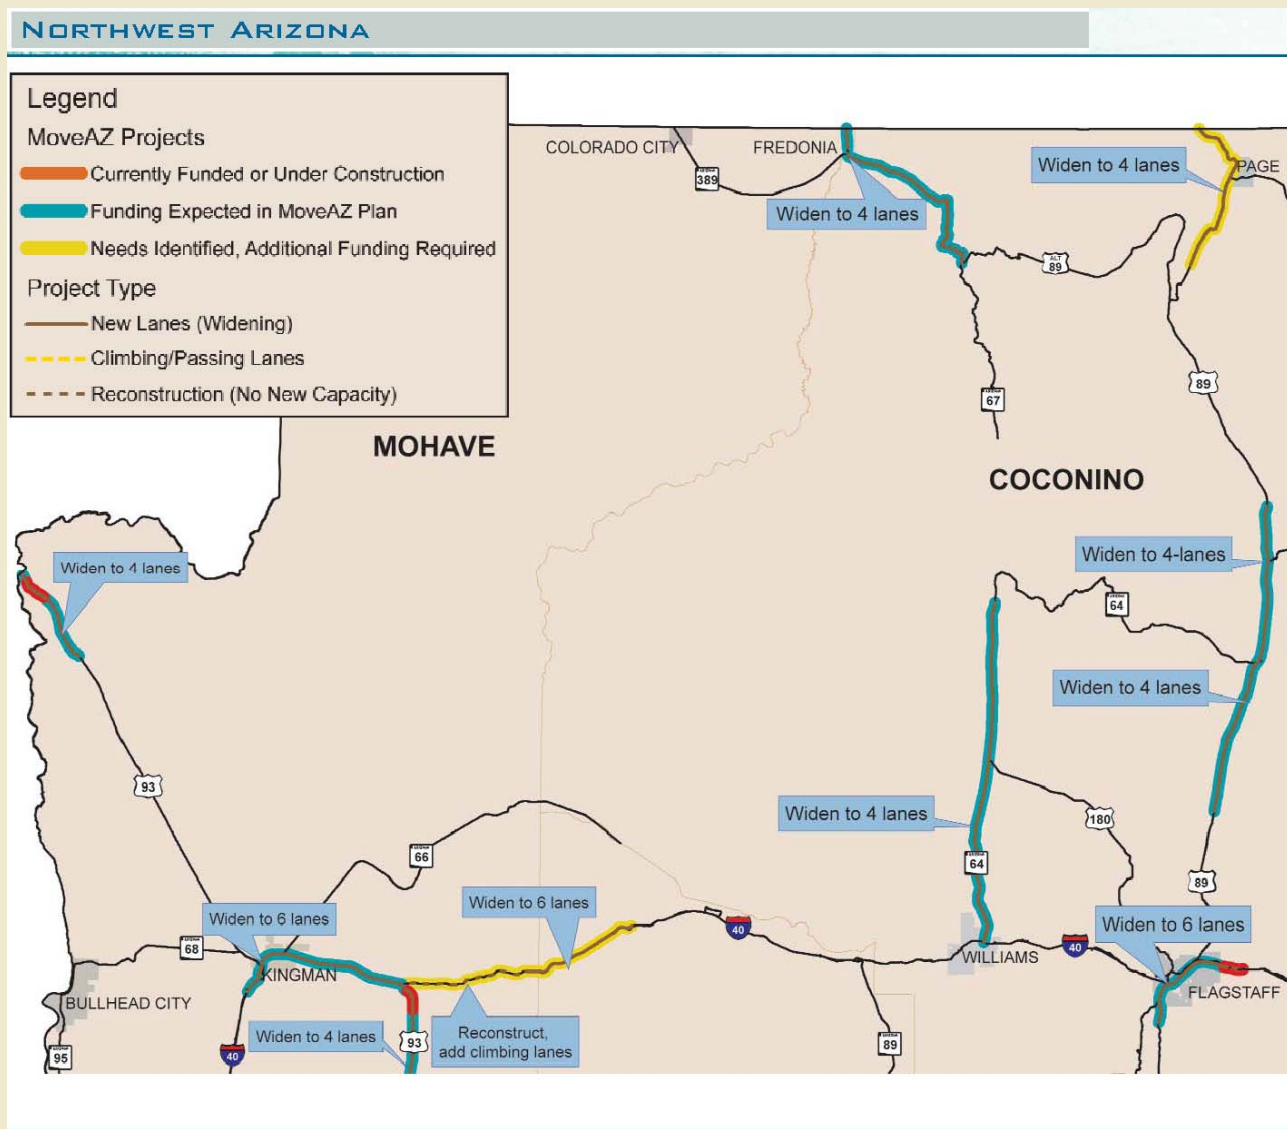 NORTHWEST ARIZONA
Legend
MoveAZ Projects
Currently Funded or Under Construction
Funding Expected in MoveAZ Plan
Needs Identified, Additional Funding Required
Project Type
New Lanes (Widening)
Climbing/Passing Lanes
Reconstruction (No New Capacity)
COLORADO CITY
FREDONIA
389
Widen to 4 lanes
PAGE
Widen to 4 lanes
ALT
89
89
67
MOHAVE
COCONINO
Widen to 4 lanes
Widen to 4-lanes
64
Widen to 4 lanes
93
Widen to 4 lanes
180
66
64
89
Widen to 6 lanes
Widen to 6 lanes
Widen to 6 lanes
68
40
40
KINGMAN
WILLIAMS
FLAGSTAFF
BULLHEAD CITY
Widen to 4 lanes
93
Reconstruct,
add climbing lanes
89
95
40